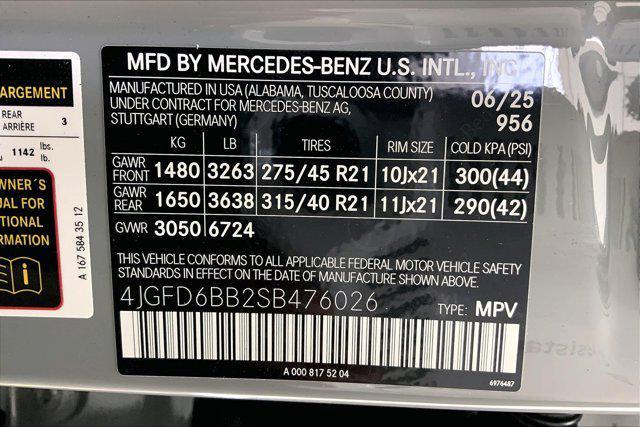 ARGEMENT
REAR
ARRIÈRE 3
1142 lbs. lb.
WNER´S
UAL FOR
TIONAL
RMATION
A 167 584 35 12
MFD BY MERCEDES-BENZ U.S. INTL., INC
MANUFACTURED IN USA (ALABAMA, TUSCALOOSA COUNTY) 06/25
UNDER CONTRACT FOR MERCEDES-BENZ AG, 956
STUTTGART (GERMANY)
KG LB TIRES RIM SIZE COLD KPA (PSI)
GAWR FRONT 1480 3263 275/45 R21 10Jx21 300(44)
GAWR REAR 1650 3638 315/40 R21 11Jx21 290(42)
GVWR 3050 6724
THIS VEHICLE CONFORMS TO ALL APPLICABLE FEDERAL MOTOR VEHICLE SAFETY
STANDARDS IN EFFECT ON THE DATE OF MANUFACTURE SHOWN ABOVE.
4JGFD6BB2SB476026 TYPE: MPV
A 000 817 52 04
6976487